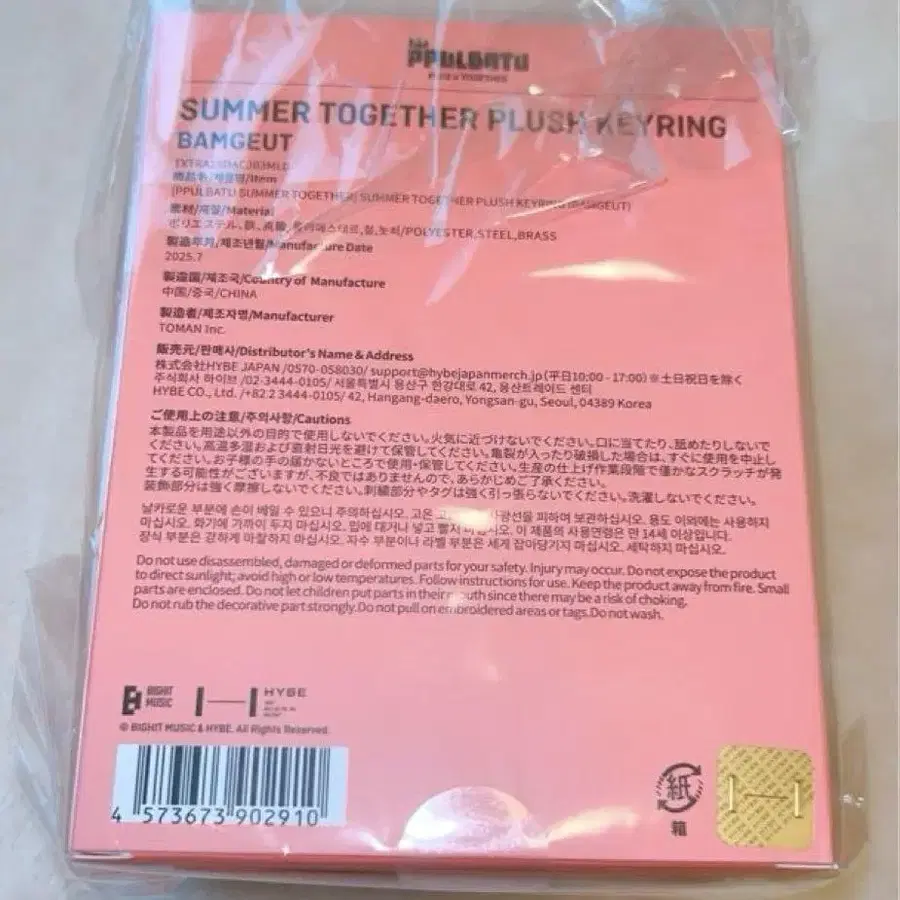 PPULBATU
SUMMER TOGETHER PLUSH KEYRING
BAMGEUT
商品名/제품명/Item
[PPULBATU SUMMER TOGETHER] SUMMER TOGETHER PLUSH KEYRING (BAMGEUT)
素材/재질/Material
ポリエステル、鉄、真鍮、폴리에스테르,철,놋쇠/POLYESTER,STEEL,BRASS
製造年月/제조년월/Manufacture Date
2025.7
製造国/제조국/Country of Manufacture
中国/중국/CHINA
製造者/제조자명/Manufacturer
TOMAN Inc.
販売元/판매사/Distributor's Name & Address
株式会社HYBE JAPAN /0570-058030/ support@hybejapanmerch.jp (平日10:00 - 17:00) ※土日祝日を除く
주식회사 하이브 /02-3444-0105/ 서울특별시 용산구 한강대로 42, 용산트레이드 센터
HYBE CO., Ltd. /+82 2 3444-0105/ 42, Hangang-daero, Yongsan-gu, Seoul, 04389 Korea
ご使用上の注意/주의사항/Cautions
本製品を用途以外の目的で使用しないでください。火気に近づけないでください。口に当てたり、舐めたりしないで
ください。高温多湿および直射日光を避けて保管してください。亀裂が入ったり破損した場合は、すぐに使用を中止し
てください。お子様の手の届かないところで使用・保管してください。生産の仕上げ作業段階で僅かなスクラッチが発
生する可能性がございますが、不良ではありませんので、あらかじめご了承ください。
装飾部分は強く摩擦しないでください。刺繍部分やタグは強く引っ張らないでください。洗濯しないでください。
날카로운 부분에 손이 베일 수 있으니 주의하십시오. 고온 고 사광선을 피하여 보관하십시오. 용도 이외에는 사용하지
마십시오. 화기에 가까이 두지 마십시오. 입에 대거나 넣고 빨지 마십시오. 이 제품의 사용연령은 만 14세 이상입니다.
장식 부분은 강하게 마찰하지 마십시오. 자수 부분이나 라벨 부분은 세게 잡아당기지 마십시오. 세탁하지 마십시오.
Do not use disassembled, damaged or deformed parts for your safety. Injury may occur. Do not expose the product
to direct sunlight; avoid high or low temperatures. Follow instructions for use. Keep the product away from fire. Small
parts are enclosed. Do not let children put parts in their mouth since there may be a risk of choking.
Do not rub the decorative part strongly.Do not pull on embroidered areas or tags.Do not wash.
BIGHIT
MUSIC
HYBE
© BIGHIT MUSIC & HYBE. All Rights Reserved.
4 573673 902910
紙
箱